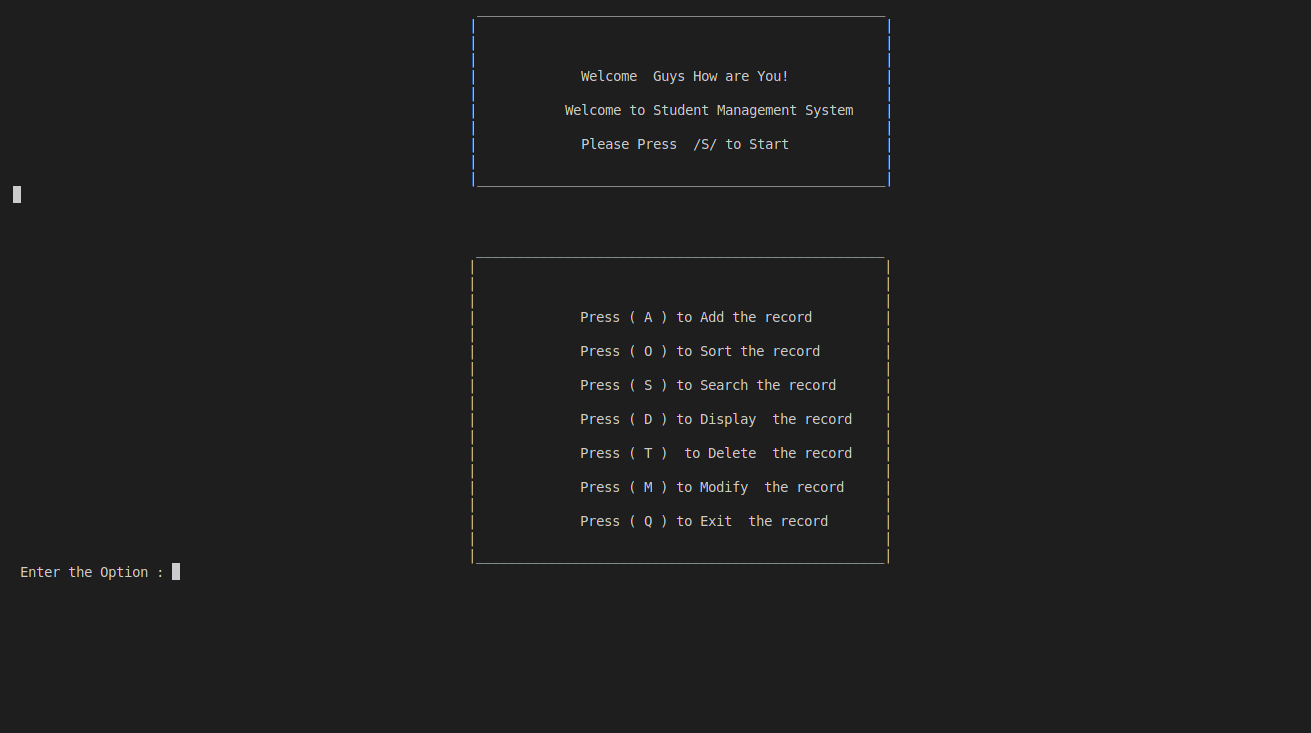 Welcome  Guys How are You!
Welcome to Student Management System
Please Press  /S/ to Start
Press ( A ) to Add the record
Press ( O ) to Sort the record
Press ( S ) to Search the record
Press ( D ) to Display  the record
Press ( T )  to Delete  the record
Press ( M ) to Modify  the record
Press ( Q ) to Exit  the record
Enter the Option :